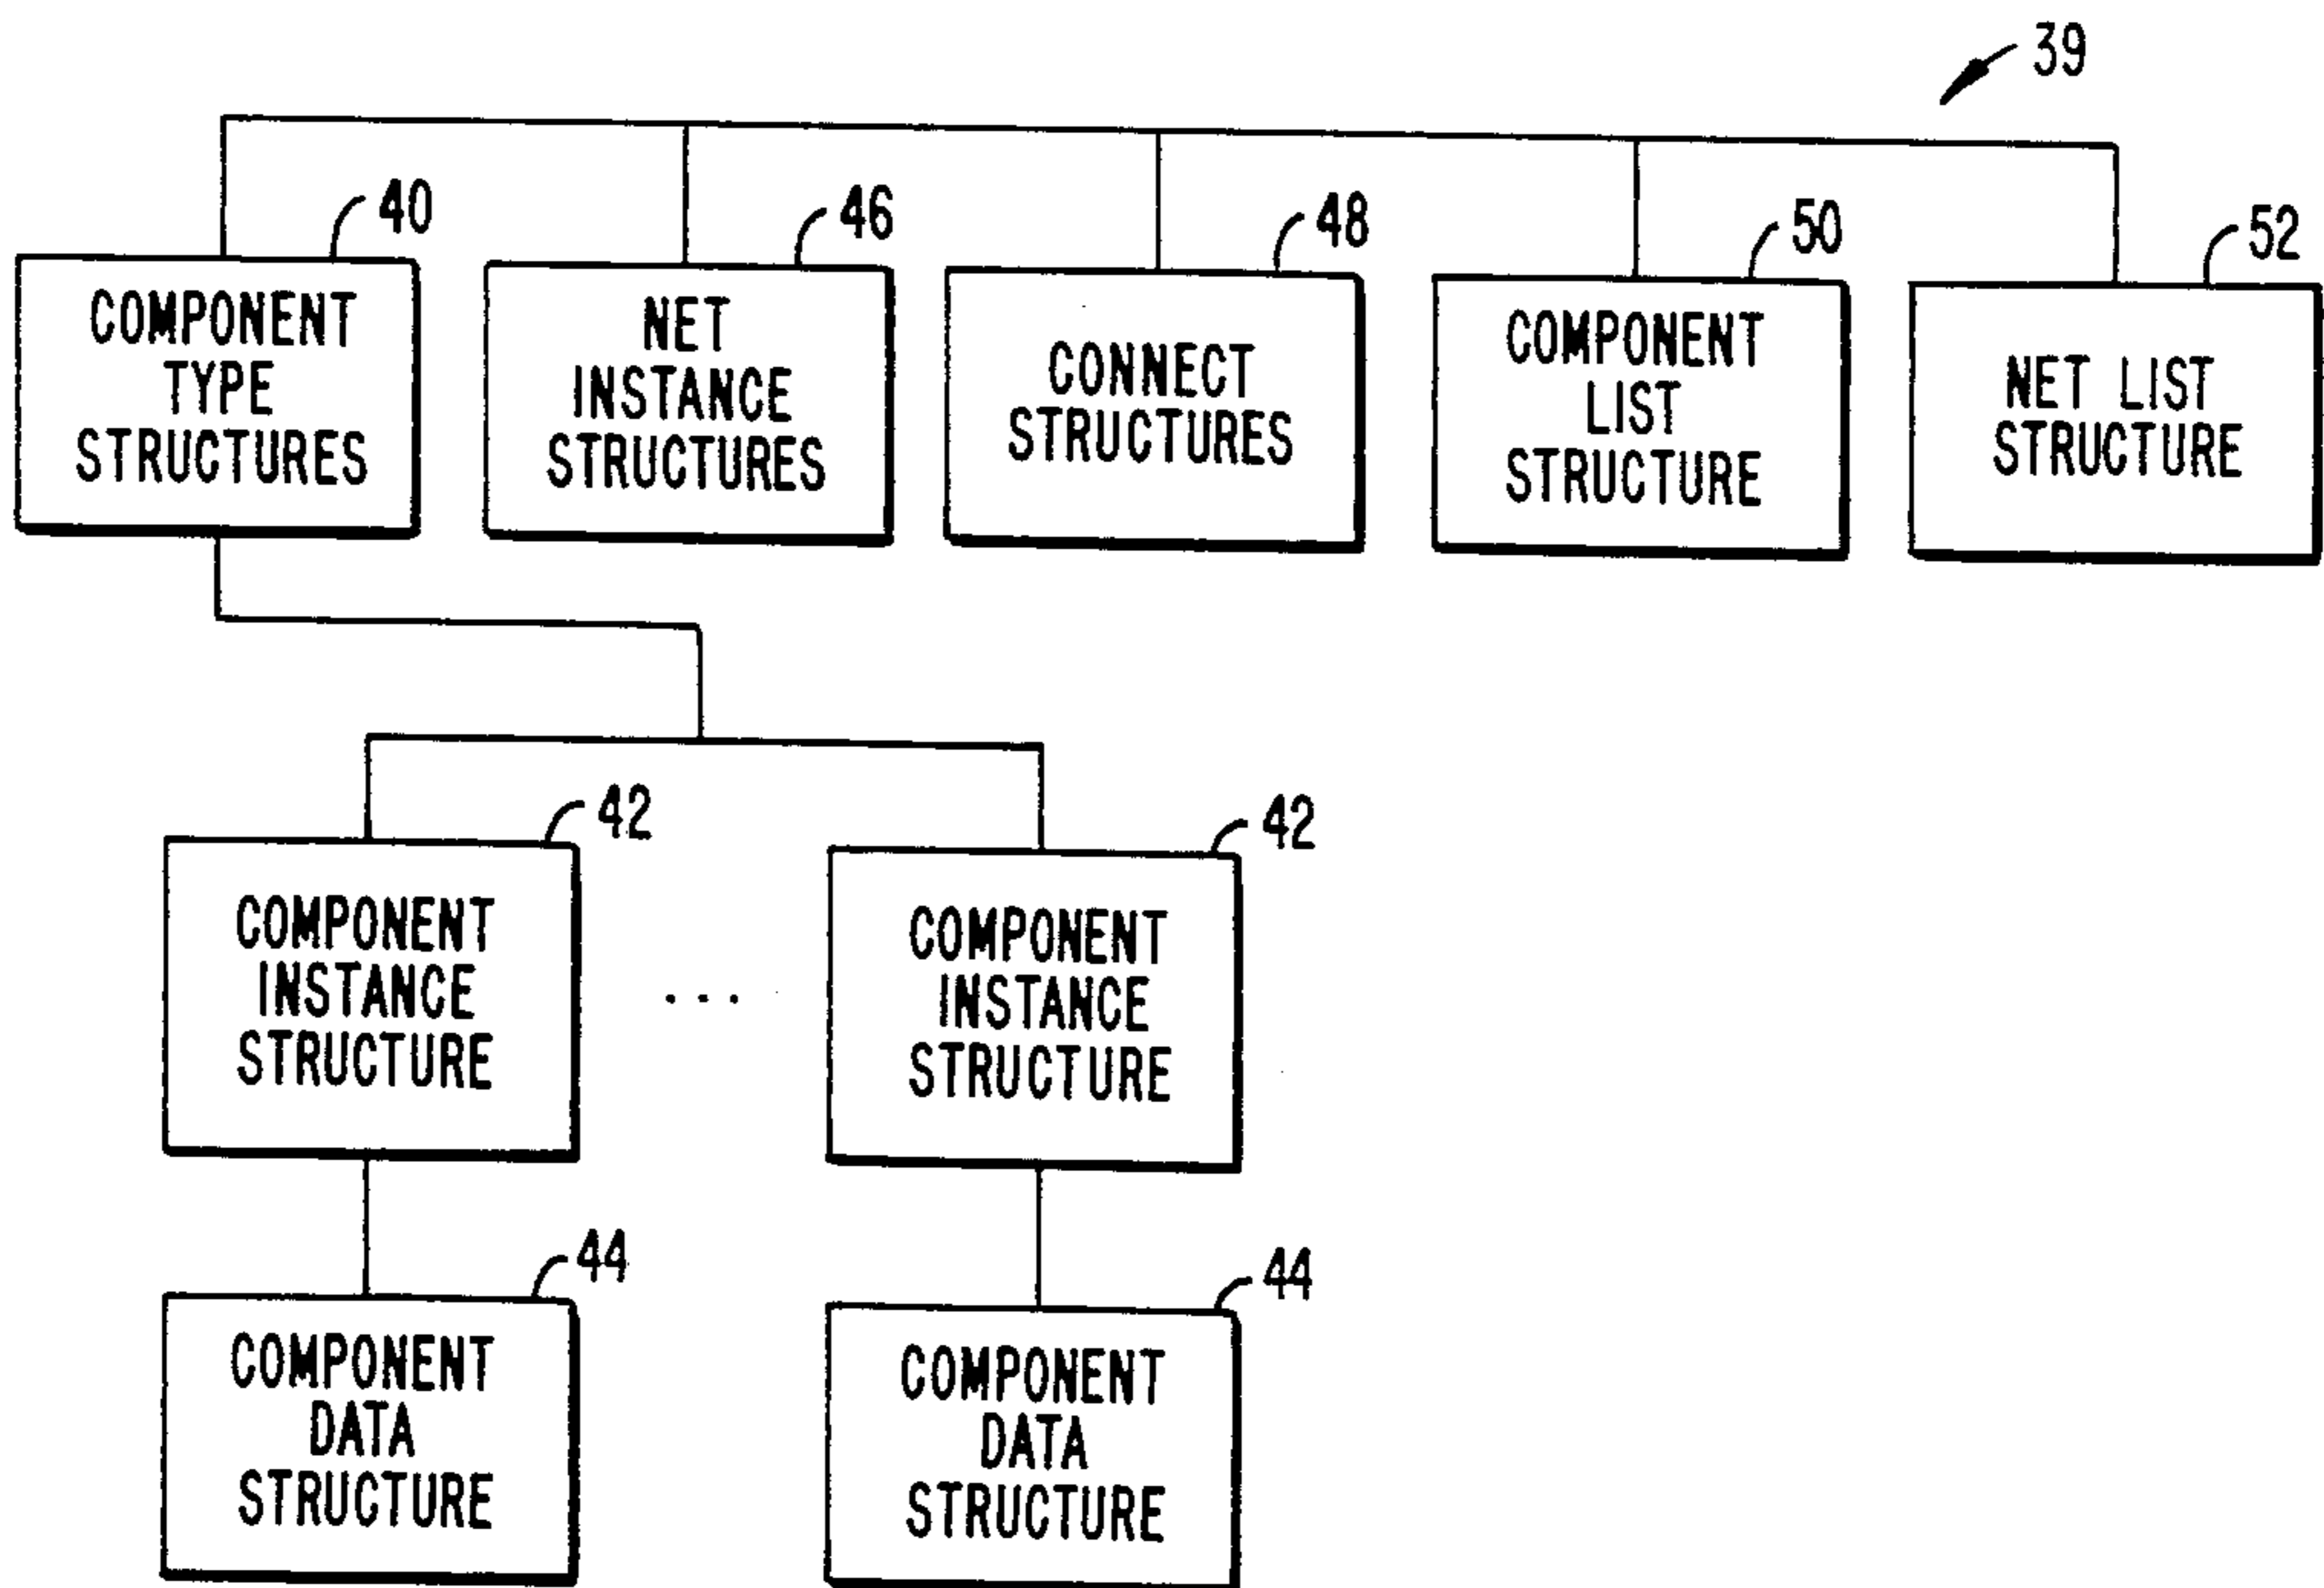 39
40
COMPONENT
TYPE
STRUCTURES
46
NET
INSTANCE
STRUCTURES
48
CONNECT
STRUCTURES
50
COMPONENT
LIST
STRUCTURE
52
NET LIST
STRUCTURE
42
COMPONENT
INSTANCE
STRUCTURE
...
42
COMPONENT
INSTANCE
STRUCTURE
44
COMPONENT
DATA
STRUCTURE
44
COMPONENT
DATA
STRUCTURE